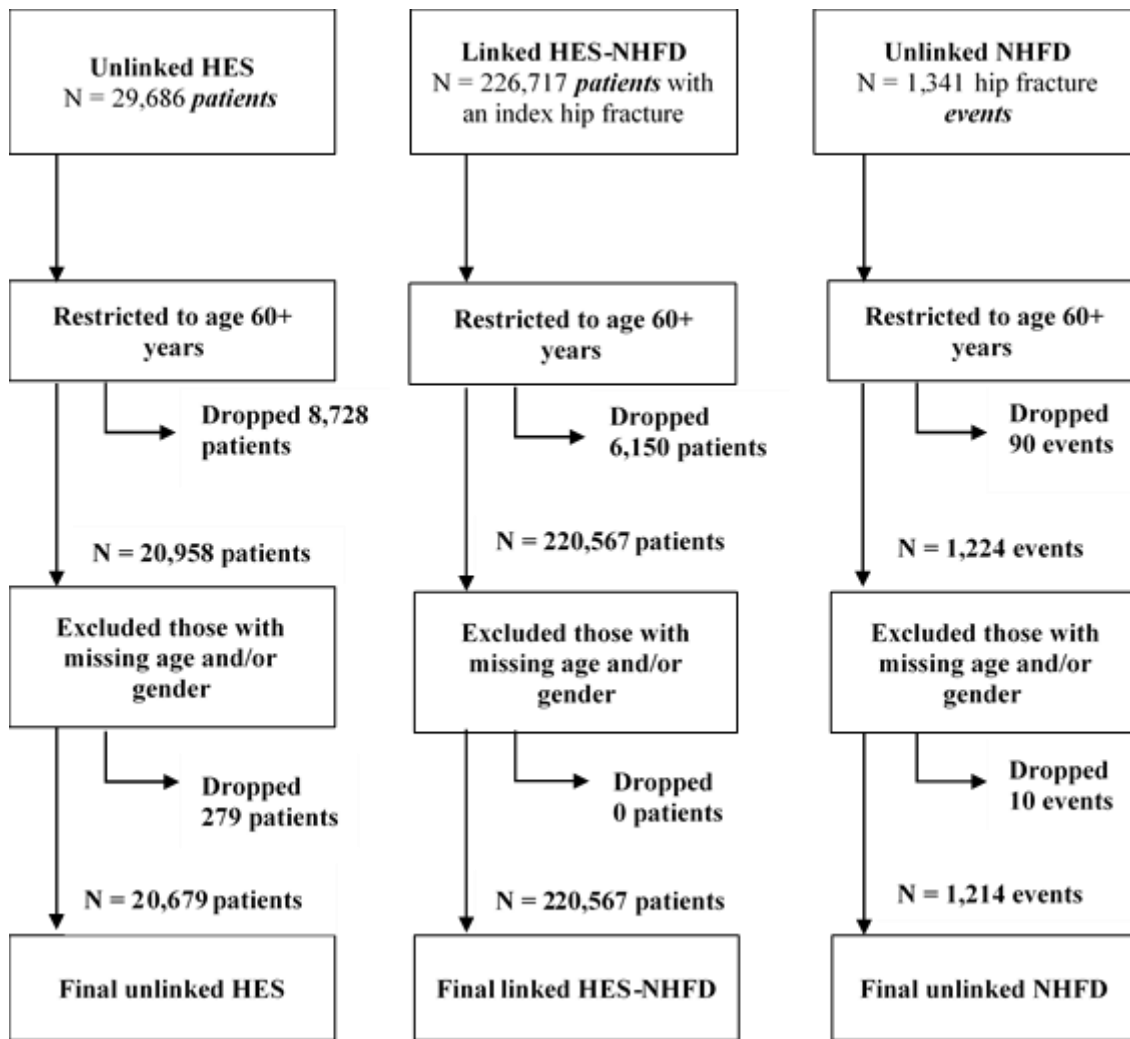 Unlinked HES
N = 29,686 patients
Linked HES-NHFD
N = 226,717 patients with
an index hip fracture
Unlinked NHFD
N = 1,341 hip fracture
events
Restricted to age 60+
years
Restricted to age 60+
years
Restricted to age 60+
years
Dropped 8,728
patients
Dropped
6,150 patients
Dropped
90 events
N = 20,958 patients
N = 220,567 patients
N = 1,224 events
Excluded those with
missing age and/or
gender
Excluded those with
missing age and/or
gender
Excluded those with
missing age and/or
gender
Dropped
279 patients
Dropped
0 patients
Dropped
10 events
N = 20,679 patients
N = 220,567 patients
N = 1,214 events
Final unlinked HES
Final linked HES-NHFD
Final unlinked NHFD